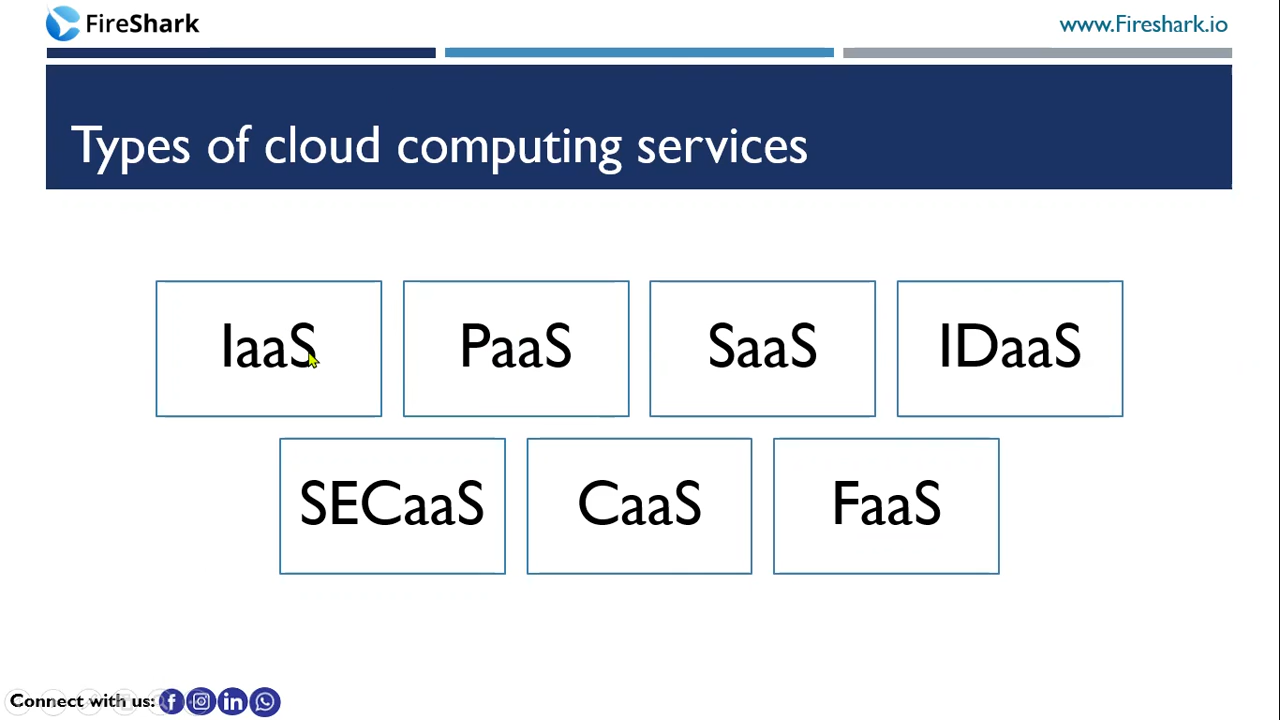 FireShark
www.Fireshark.io
Types of cloud computing services
IaaS
PaaS
SaaS
IDaaS
SECaaS
CaaS
FaaS
Connect with us: